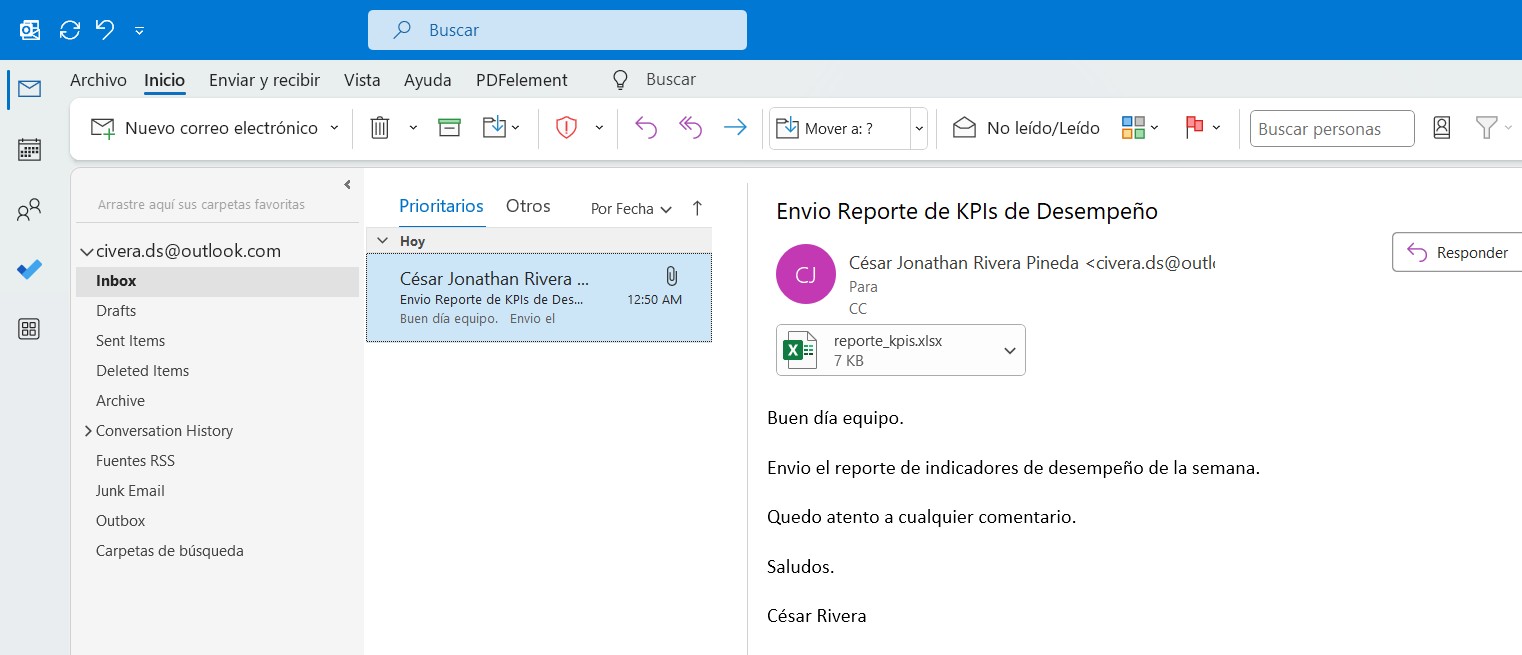 Buscar
Archivo Inicio Enviar y recibir Vista Ayuda PDFelement Buscar
Nuevo correo electrónico Mover a: ? No leído/Leído Buscar personas
Arrastre aquí sus carpetas favoritas
civera.ds@outlook.com
Inbox
Drafts
Sent Items
Deleted Items
Archive
Conversation History
Fuentes RSS
Junk Email
Outbox
Carpetas de búsqueda
Prioritarios Otros Por Fecha
Hoy
César Jonathan Rivera ...
Envio Reporte de KPIs de Des... 12:50 AM
Buen día equipo. Envio el
Envio Reporte de KPIs de Desempeño
CJ
César Jonathan Rivera Pineda <civera.ds@outl
Para
CC
Responder
reporte_kpis.xlsx
7 KB
Buen día equipo.
Envio el reporte de indicadores de desempeño de la semana.
Quedo atento a cualquier comentario.
Saludos.
César Rivera